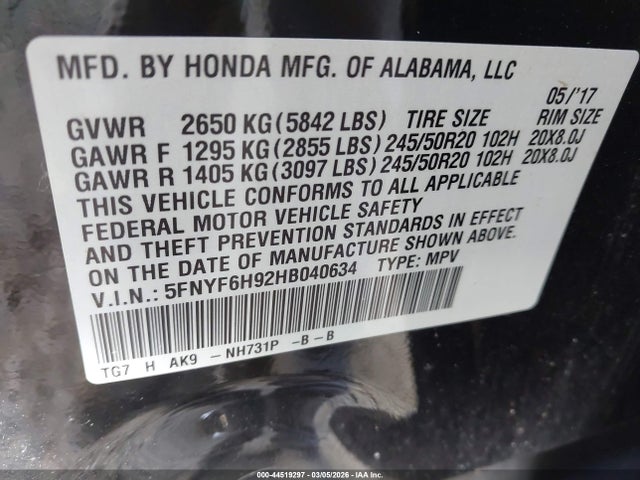 MFD. BY HONDA MFG. OF ALABAMA, LLC
05/'17
GVWR 2650 KG (5842 LBS) TIRE SIZE RIM SIZE
GAWR F 1295 KG (2855 LBS) 245/50R20 102H 20X8.0J
GAWR R 1405 KG (3097 LBS) 245/50R20 102H 20X8.0J
THIS VEHICLE CONFORMS TO ALL APPLICABLE
FEDERAL MOTOR VEHICLE SAFETY
AND THEFT PREVENTION STANDARDS IN EFFECT
ON THE DATE OF MANUFACTURE SHOWN ABOVE.
V.I.N.: 5FNYF6H92HB040634 TYPE: MPV
TG7 H AK9 - NH731P -B-B
000-44519297 | 03/05/2026 - IAA Inc.